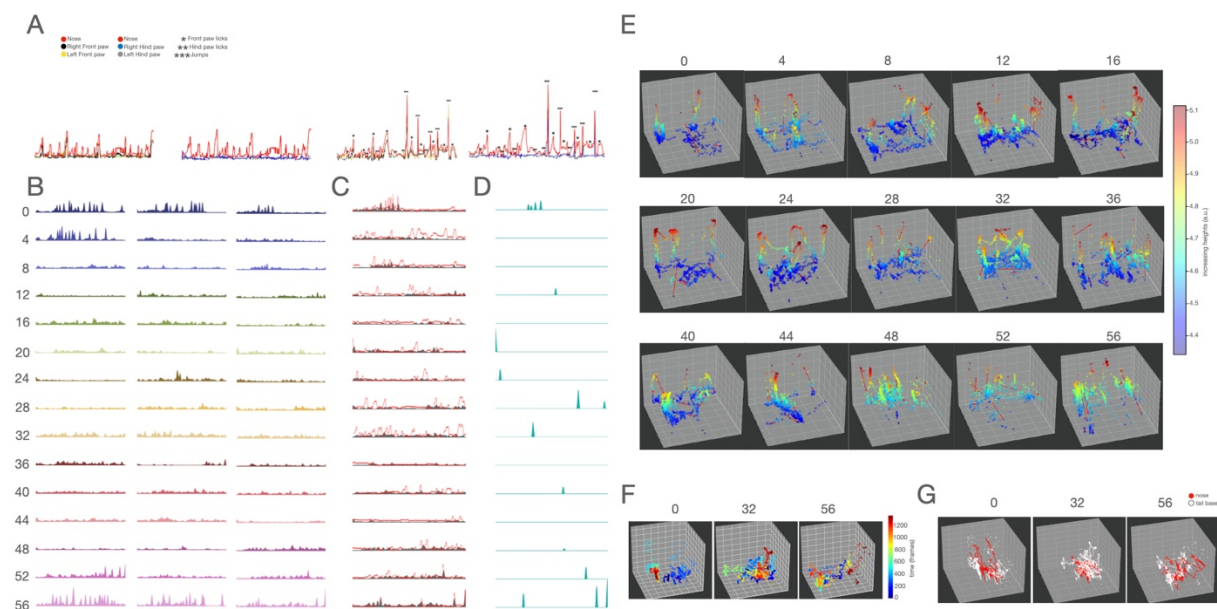 A
Nose
Right Front paw
Left Front paw
Nose
Right Hind paw
Left Hind paw
* Front paw licks
** Hind paw licks
***Jumps
B
C
D
0
4
8
12
16
20
24
28
32
36
40
44
48
52
56
E
0 4 8 12 16
20 24 28 32 36
40 44 48 52 56
5.1
4.9
4.8
4.7
4.6
4.4
increasing heights (a.u.)
F
0 32 56
1200
1000
800
600
400
200
0
time (frames)
G
0 32 56
nose
tail base